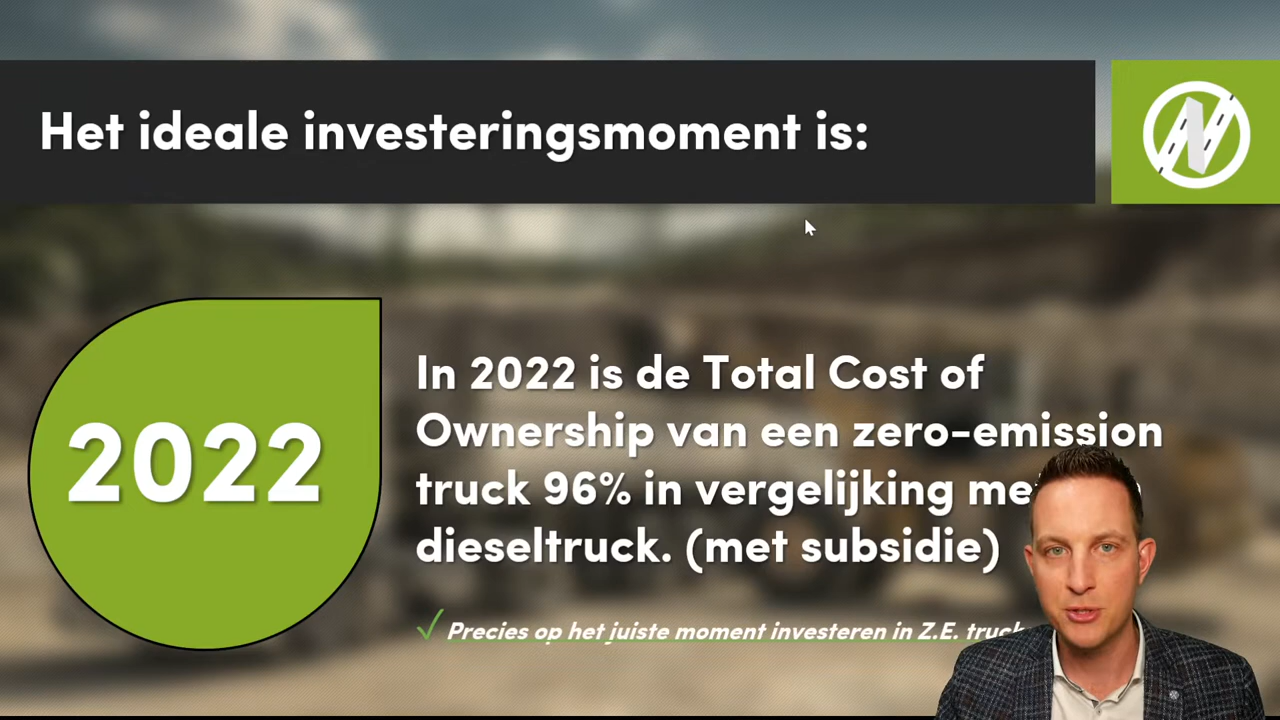 Het ideale investeringsmoment is:
2022
In 2022 is de Total Cost of
Ownership van een zero-emission
truck 96% in vergelijking
dieseltruck. (met subsidie)
Precies op het juiste moment investeren in Z.E.